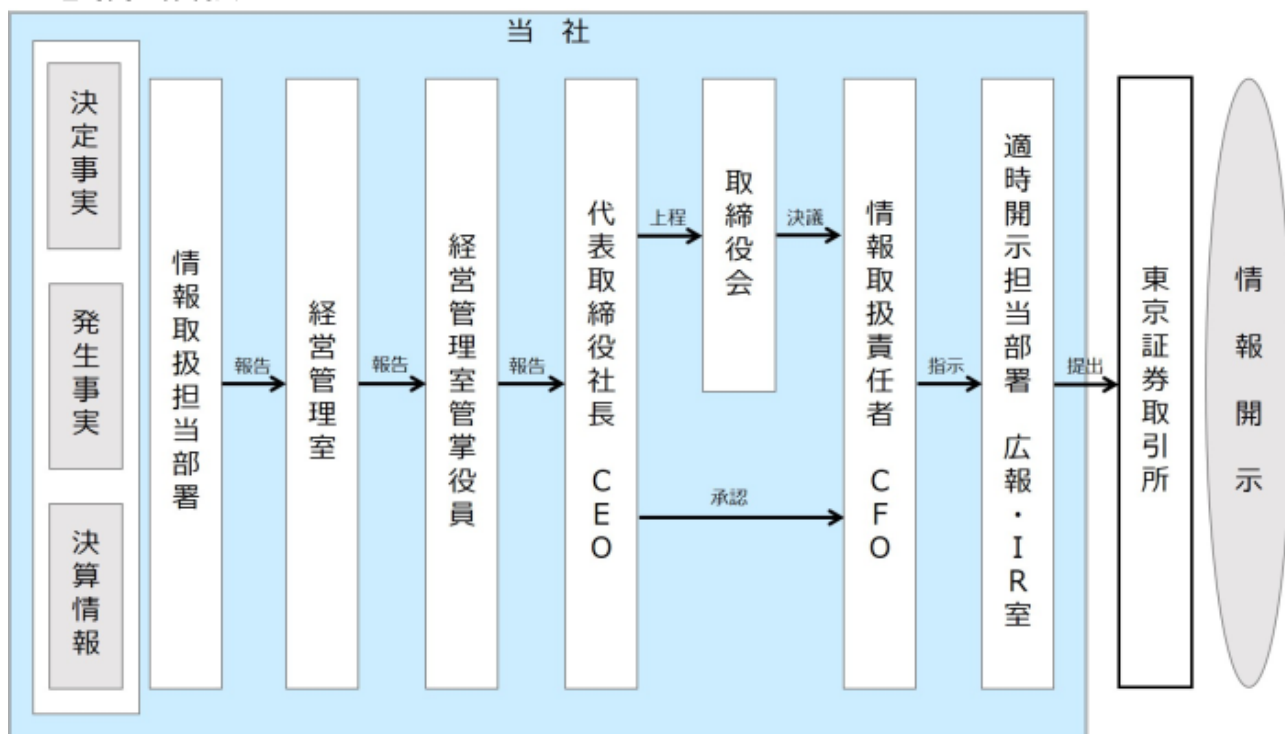 当 社
決定事実
発生事実
決算情報
情報取扱担当部署
報告
経営管理室
報告
経営管理室管掌役員
報告
代表取締役社長 CEO
上程
取締役会
決議
承認
情報取扱責任者 CFO
指示
適時開示担当部署 広報・IR室
提出
東京証券取引所
情報開示